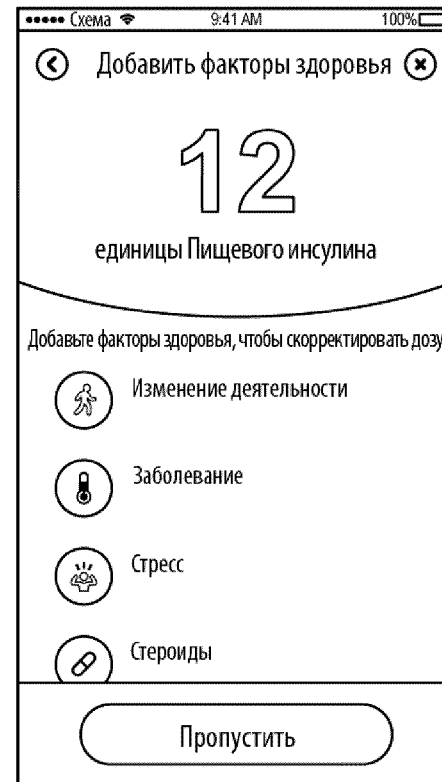 Схема 9:41 AM 100%
Добавить факторы здоровья
12
единицы Пищевого инсулина
Добавьте факторы здоровья, чтобы скорректировать дозу
Изменение деятельности
Заболевание
Стресс
Стероиды
Пропустить